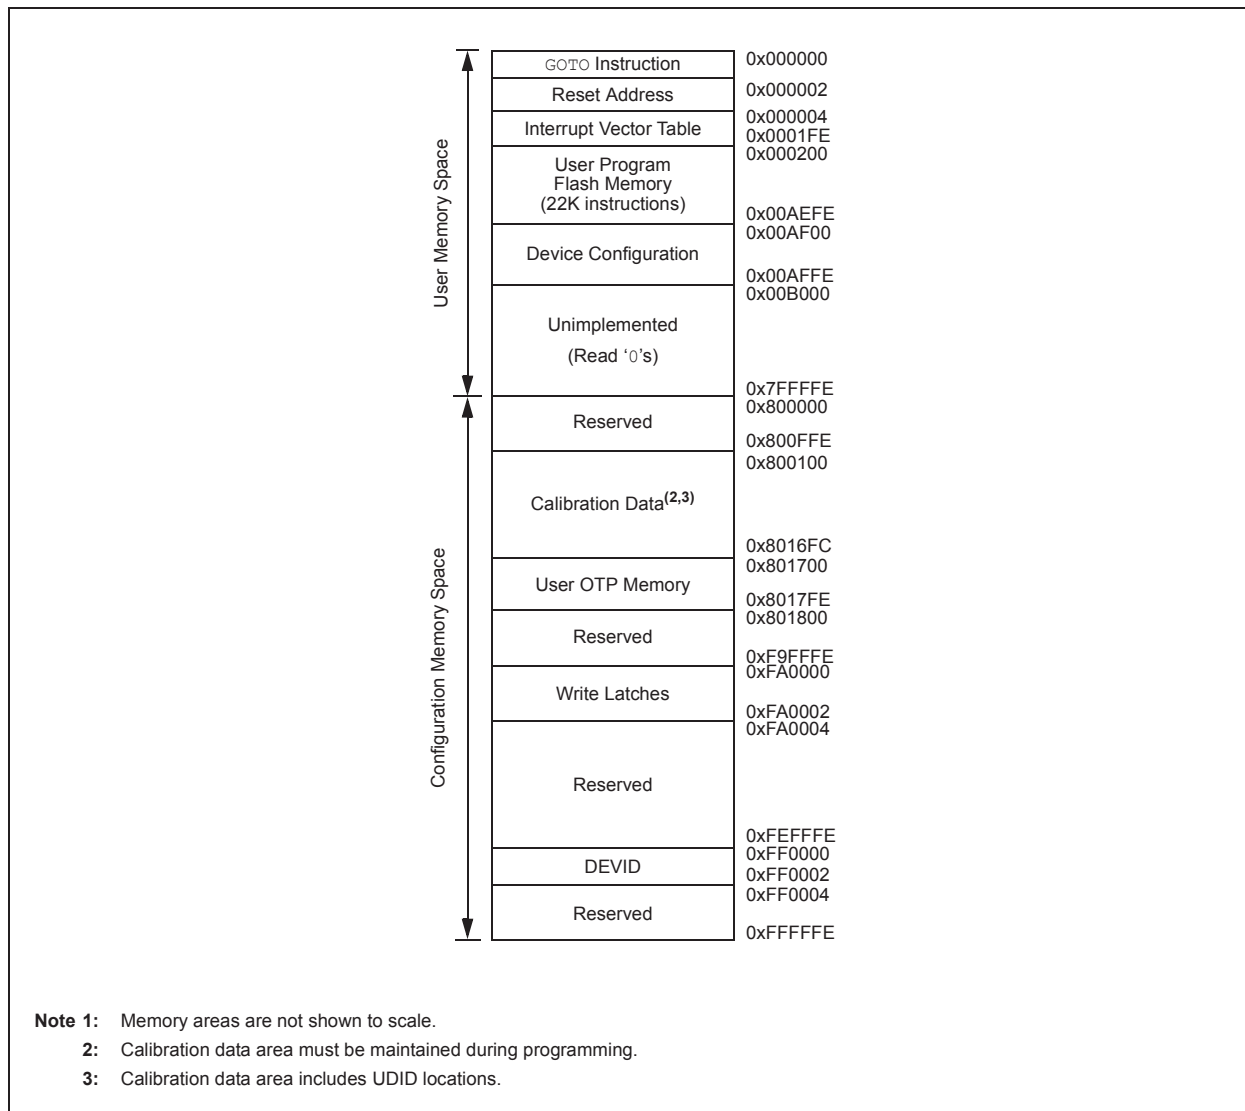 User Memory Space
GOTO Instruction
0x000000
Reset Address
0x000002
Interrupt Vector Table
0x000004
0x0001FE
User Program
Flash Memory
(22K instructions)
0x000200
0x00AEFE
Device Configuration
0x00AF00
0x00AFFE
Unimplemented
(Read ‘0’s)
0x00B000
0x7FFFFE
Configuration Memory Space
Reserved
0x800000
0x800FFE
Calibration Data(2,3)
0x800100
0x8016FC
User OTP Memory
0x801700
0x8017FE
Reserved
0x801800
0xF9FFFE
Write Latches
0xFA0000
0xFA0002
Reserved
0xFA0004
0xFEFFFE
DEVID
0xFF0000
0xFF0002
Reserved
0xFF0004
0xFFFFFE
Note 1: Memory areas are not shown to scale.
2: Calibration data area must be maintained during programming.
3: Calibration data area includes UDID locations.